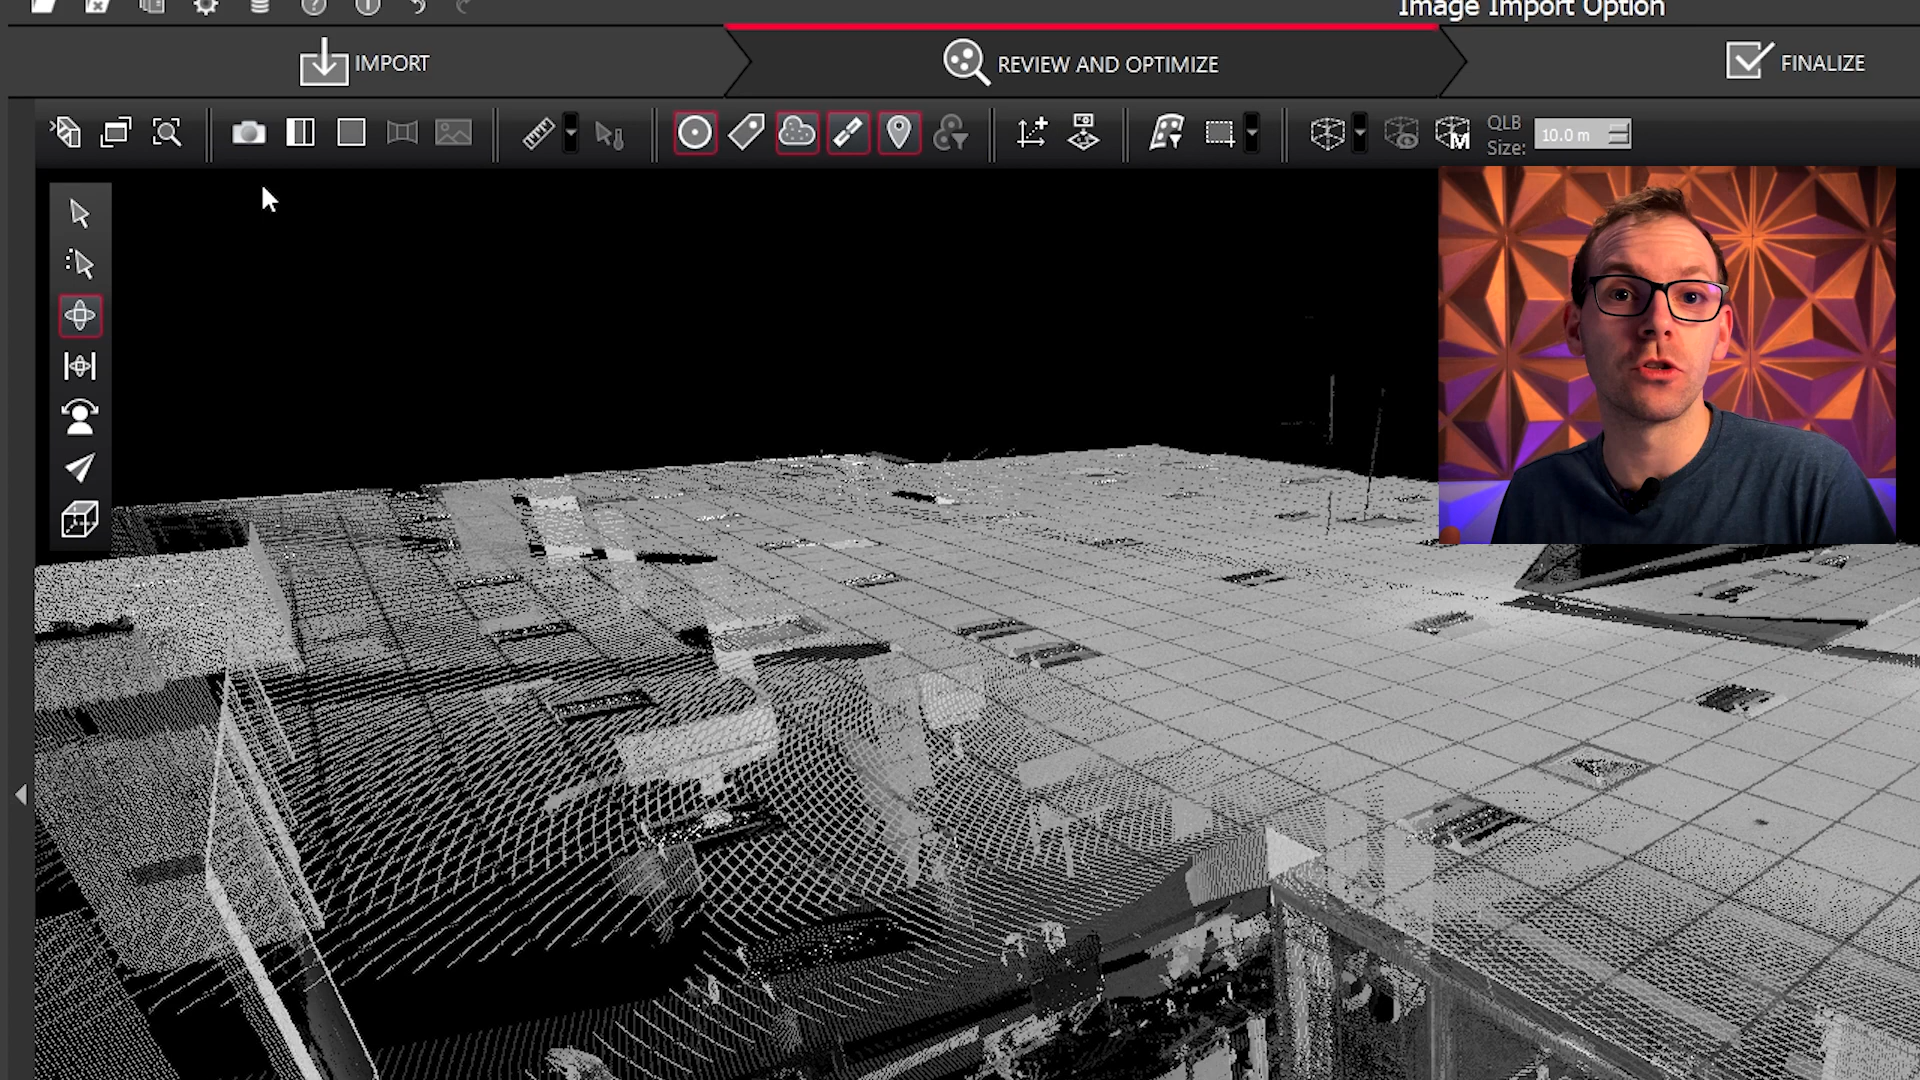 Image Import Option
IMPORT
REVIEW AND OPTIMIZE
FINALIZE
QLB
Size:
10.0 m
M